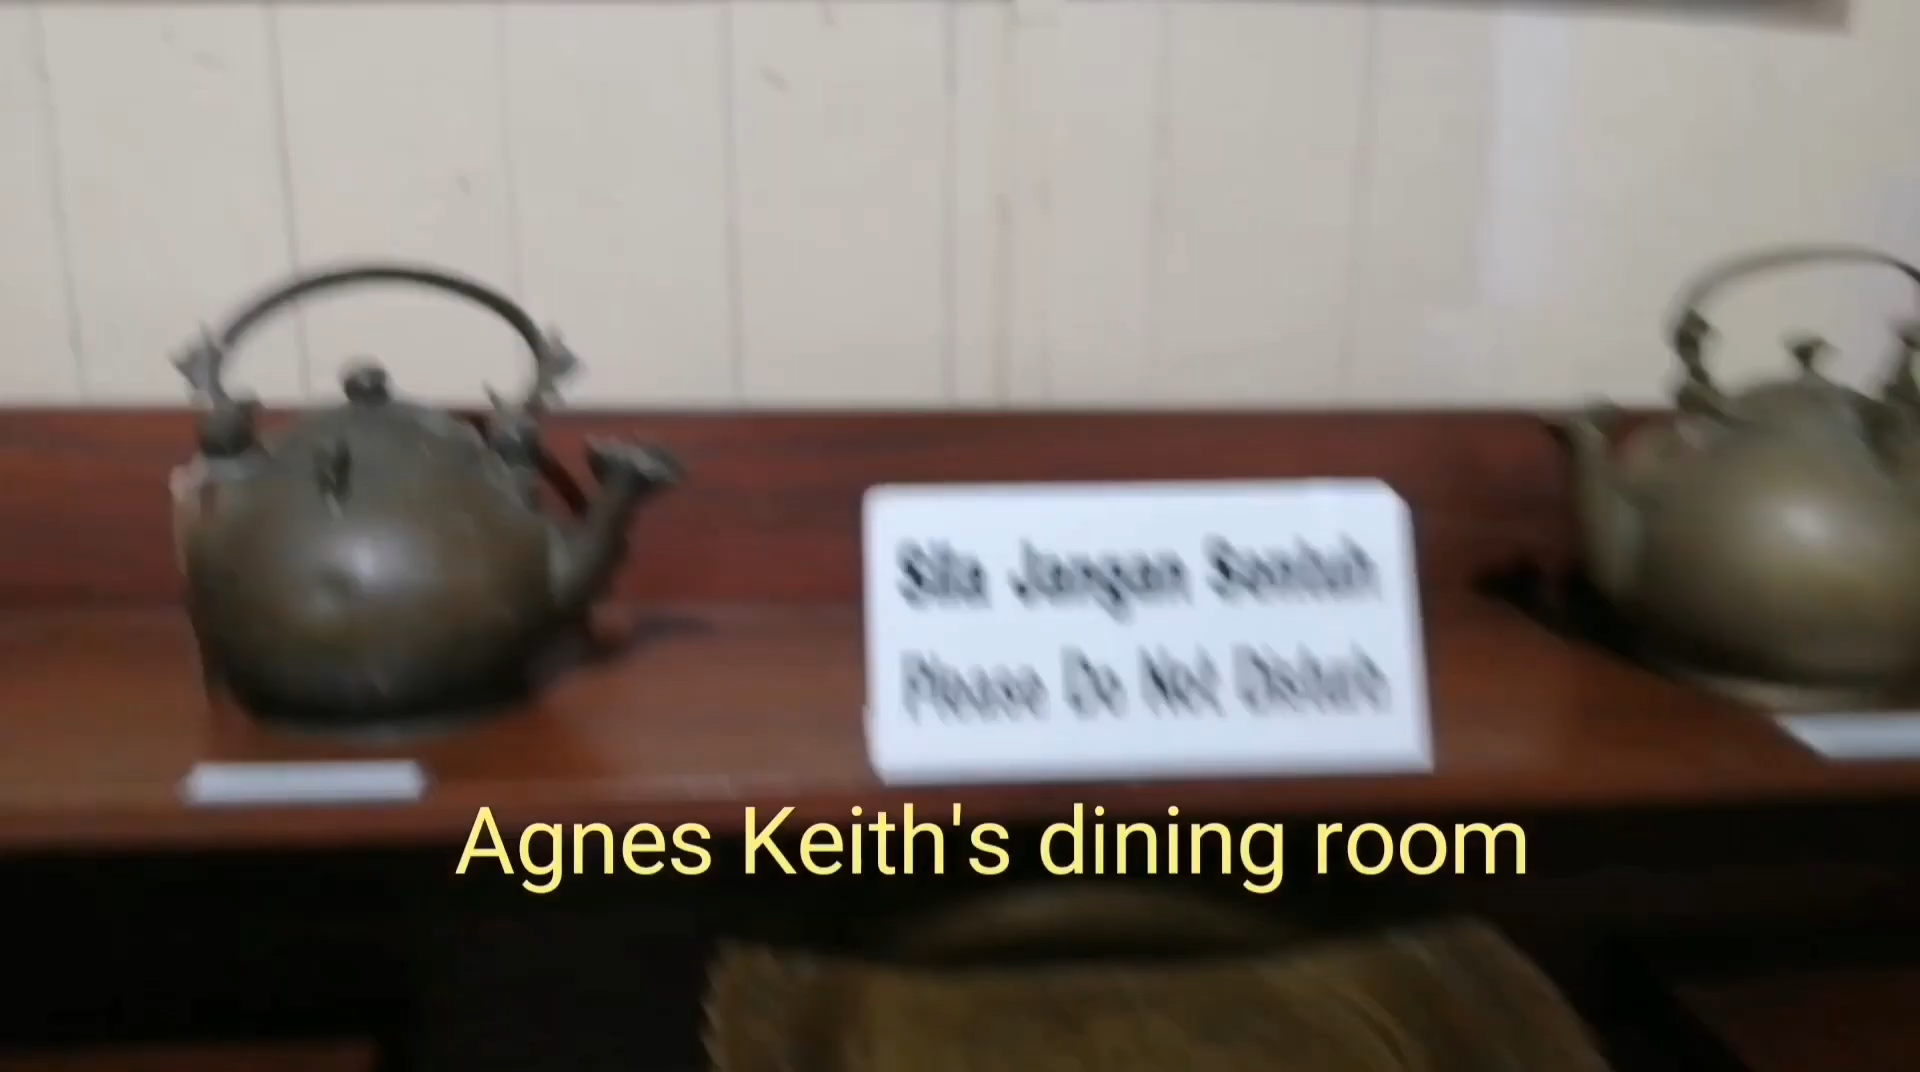 Sila Jangan Sentuh
Please Do Not Disturb
Agnes Keith's dining room